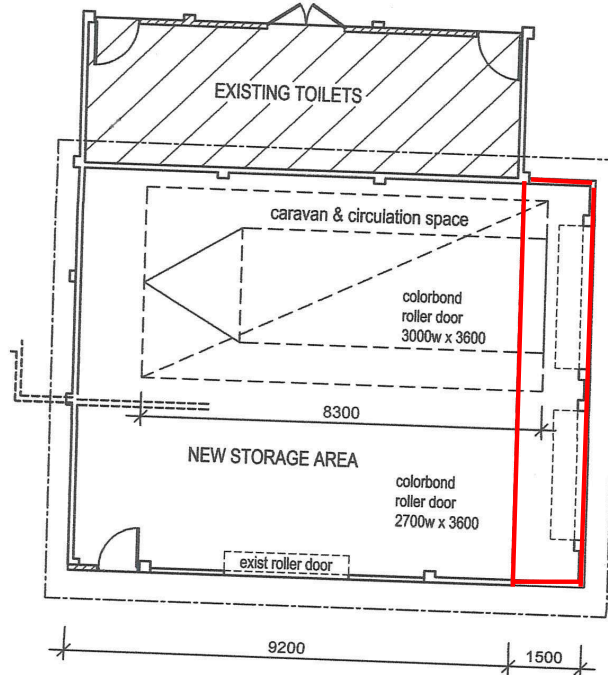 EXISTING TOILETS
caravan & circulation space
colorbond
roller door
3000w x 3600
8300
NEW STORAGE AREA
colorbond
roller door
2700w x 3600
exist roller door
9200
1500